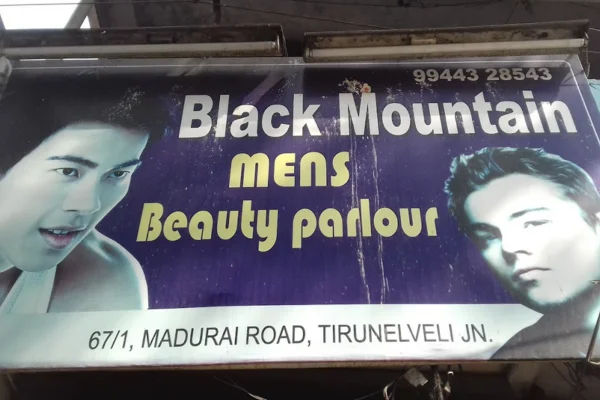 99443 28543
Black Mountain
MENS
Beauty parlour
67/1, MADURAI ROAD, TIRUNELVELI JN.